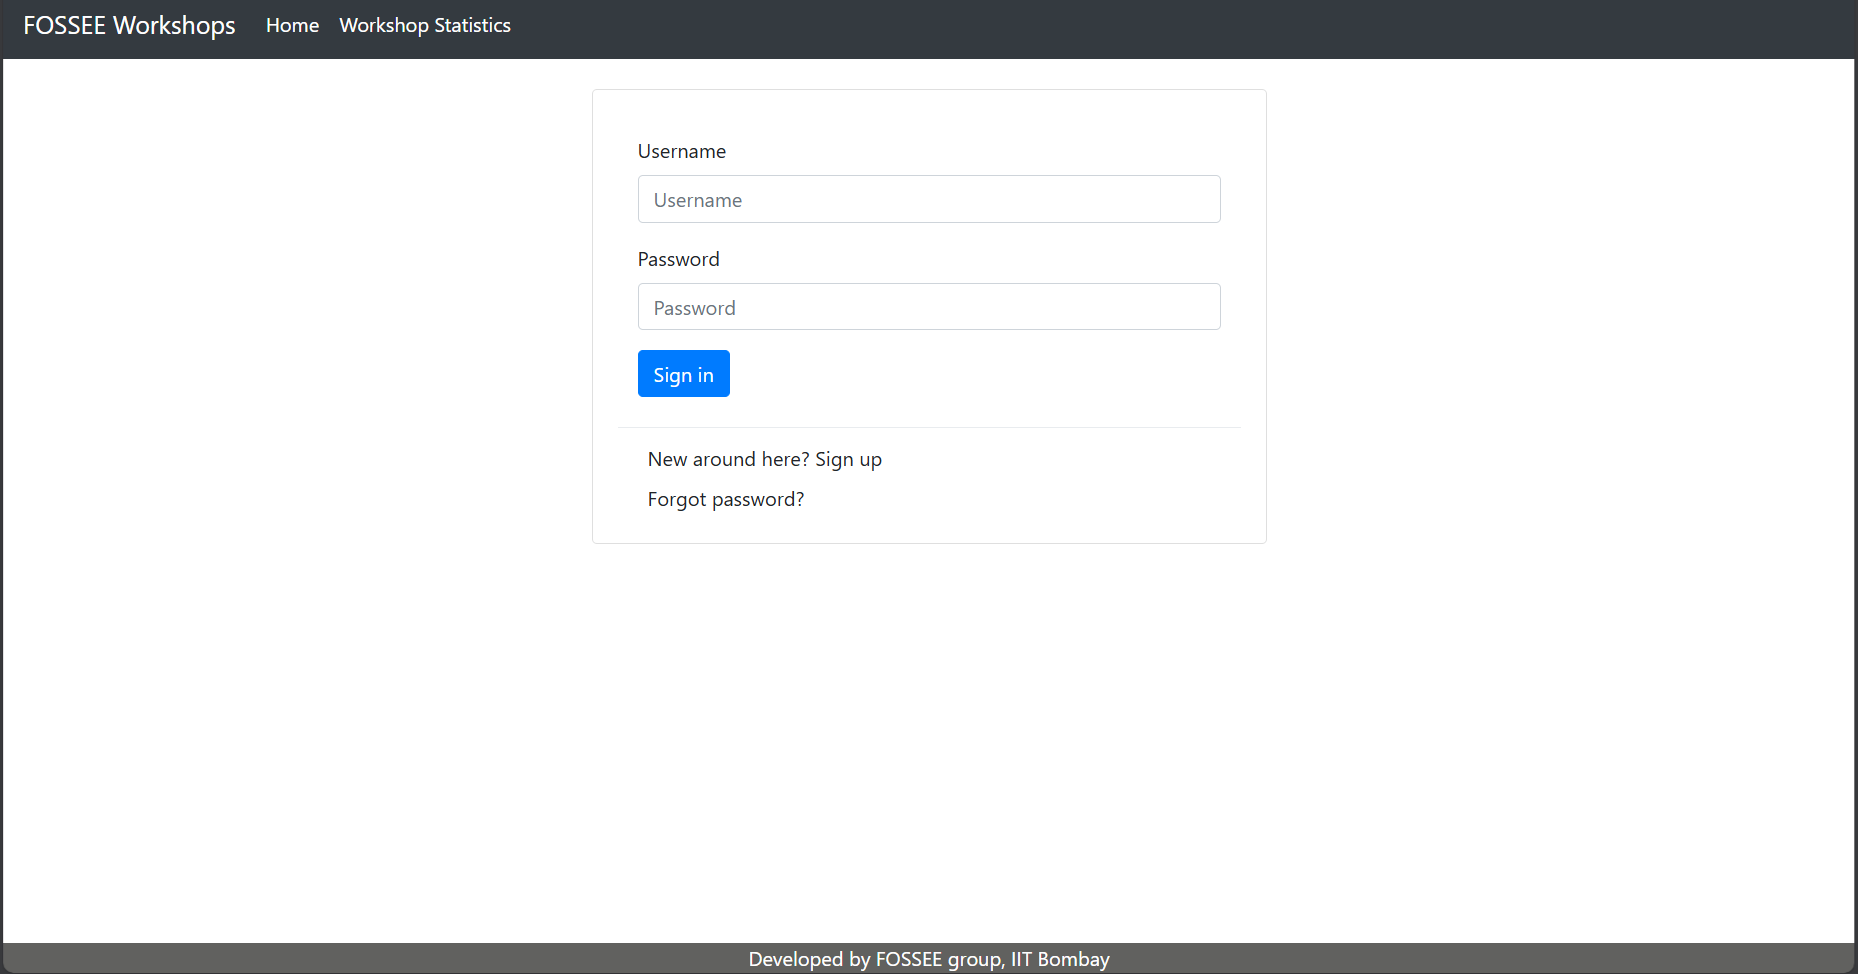 FOSSEE Workshops Home Workshop Statistics
Username
Username
Password
Password
Sign in
New around here? Sign up
Forgot password?
Developed by FOSSEE group, IIT Bombay